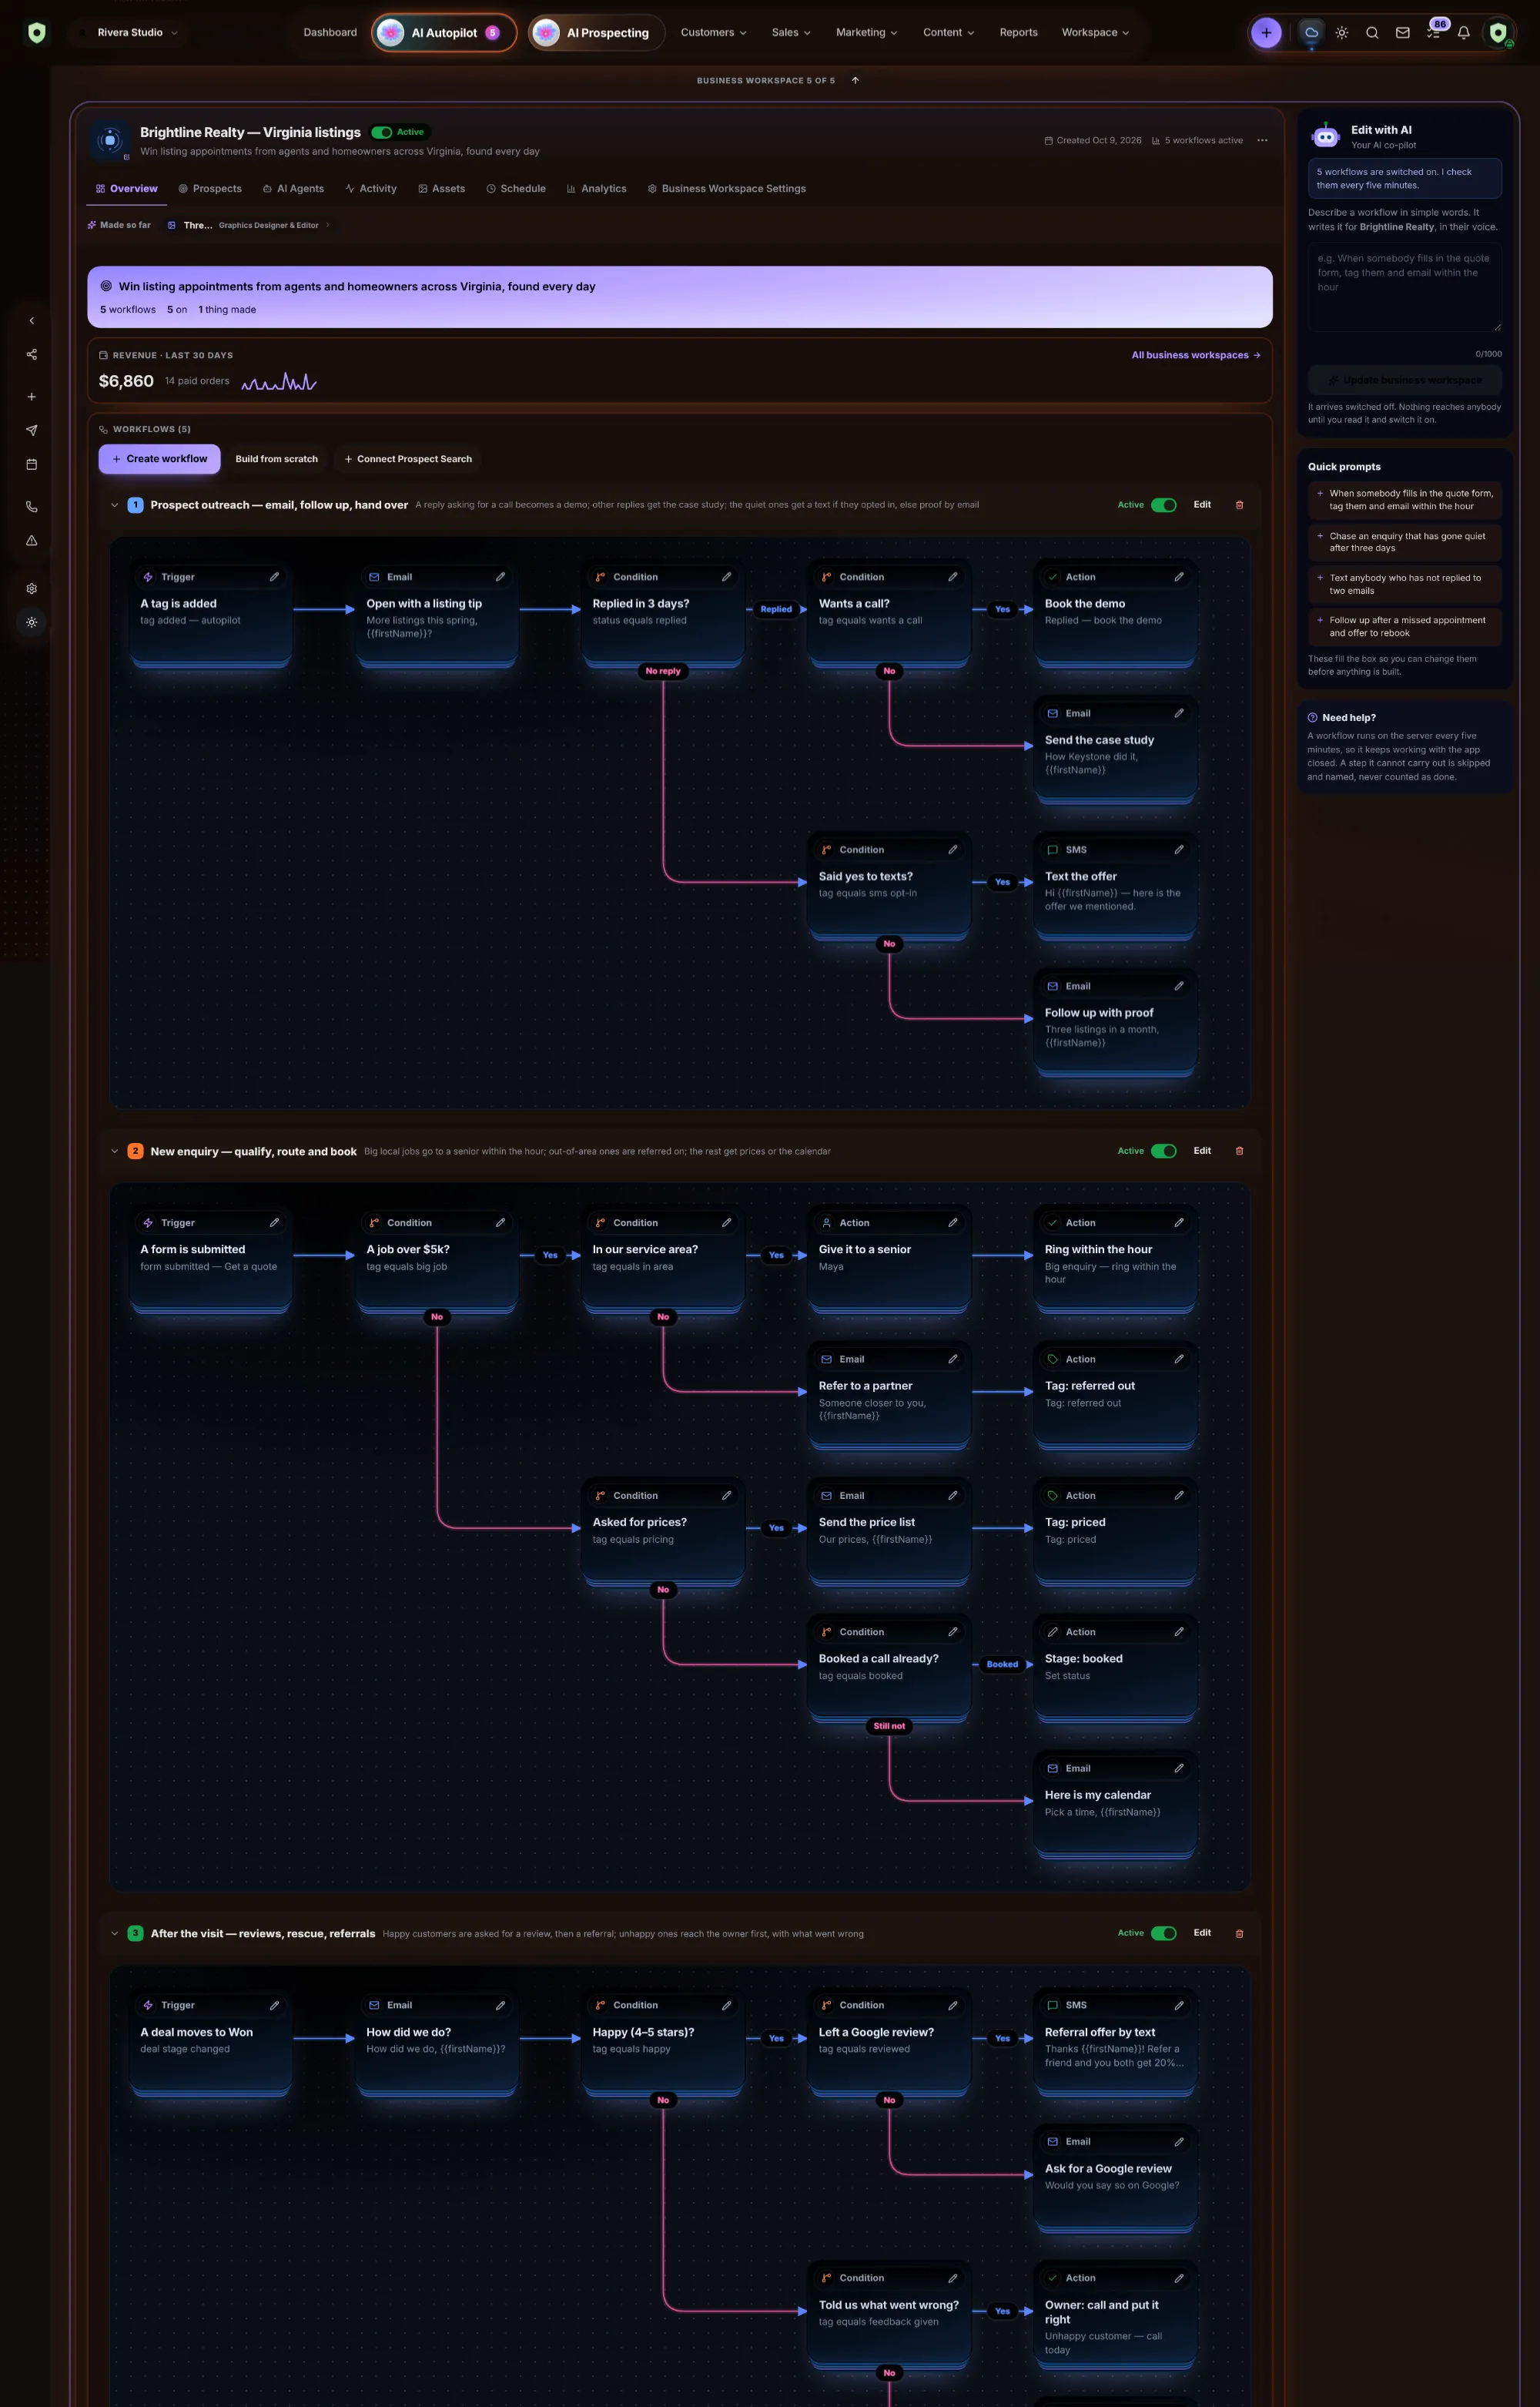 Rivera Studio
Dashboard
AI Autopilot 5
AI Prospecting
Customers
Sales
Marketing
Content
Reports
Workspace
86
BUSINESS WORKSPACE 5 OF 5
Brightline Realty — Virginia listings
Active
Win listing appointments from agents and homeowners across Virginia, found every day
Created Oct 9, 2026
5 workflows active
Overview
Prospects
AI Agents
Activity
Assets
Schedule
Analytics
Business Workspace Settings
Made so far
Thre...
Graphics Designer & Editor
Win listing appointments from agents and homeowners across Virginia, found every day
5 workflows 5 on 1 thing made
REVENUE · LAST 30 DAYS
All business workspaces →
$6,860 14 paid orders
WORKFLOWS (5)
+ Create workflow
Build from scratch
+ Connect Prospect Search
1 Prospect outreach — email, follow up, hand over
A reply asking for a call becomes a demo; other replies get the case study; the quiet ones get a text if they opted in, else proof by email
Active
Edit
Trigger
A tag is added
tag added — autopilot
Email
Open with a listing tip
More listings this spring,
{{firstName}}?
Condition
Replied in 3 days?
status equals replied
Replied
No reply
Condition
Wants a call?
tag equals wants a call
Yes
No
Action
Book the demo
Replied — book the demo
Email
Send the case study
How Keystone did it,
{{firstName}}
Condition
Said yes to texts?
tag equals sms opt-in
Yes
No
SMS
Text the offer
Hi {{firstName}} — here is the
offer we mentioned.
Email
Follow up with proof
Three listings in a month,
{{firstName}}
2 New enquiry — qualify, route and book
Big local jobs go to a senior within the hour; out-of-area ones are referred on; the rest get prices or the calendar
Active
Edit
Trigger
A form is submitted
form submitted — Get a quote
Condition
A job over $5k?
tag equals big job
Yes
No
Condition
In our service area?
tag equals in area
Yes
No
Action
Give it to a senior
Maya
Action
Ring within the hour
Big enquiry — ring within the
hour
Email
Refer to a partner
Someone closer to you,
{{firstName}}
Action
Tag: referred out
Tag: referred out
Condition
Asked for prices?
tag equals pricing
Yes
No
Email
Send the price list
Our prices, {{firstName}}
Action
Tag: priced
Tag: priced
Condition
Booked a call already?
tag equals booked
Booked
Still not
Action
Stage: booked
Set status
Email
Here is my calendar
Pick a time, {{firstName}}
3 After the visit — reviews, rescue, referrals
Happy customers are asked for a review, then a referral; unhappy ones reach the owner first, with what went wrong
Active
Edit
Trigger
A deal moves to Won
deal stage changed
Email
How did we do?
How did we do, {{firstName}}?
Condition
Happy (4–5 stars)?
tag equals happy
Yes
No
Condition
Left a Google review?
tag equals reviewed
Yes
No
SMS
Referral offer by text
Thanks {{firstName}}! Refer a
friend and you both get 20%...
Email
Ask for a Google review
Would you say so on Google?
Condition
Told us what went wrong?
tag equals feedback given
Yes
No
Action
Owner: call and put it
right
Unhappy customer — call
today
Edit with AI
Your AI co-pilot
5 workflows are switched on. I check
them every five minutes.
Describe a workflow in simple words. It
writes it for Brightline Realty, in their voice.
e.g. When somebody fills in the quote
form, tag them and email within the
hour
0/1000
Update business workspace
It arrives switched off. Nothing reaches anybody
until you read it and switch it on.
Quick prompts
+ When somebody fills in the quote form,
tag them and email within the hour
+ Chase an enquiry that has gone quiet
after three days
+ Text anybody who has not replied to
two emails
+ Follow up after a missed appointment
and offer to rebook
These fill the box so you can change them
before anything is built.
Need help?
A workflow runs on the server every five
minutes, so it keeps working with the app
closed. A step it cannot carry out is skipped
and named, never counted as done.